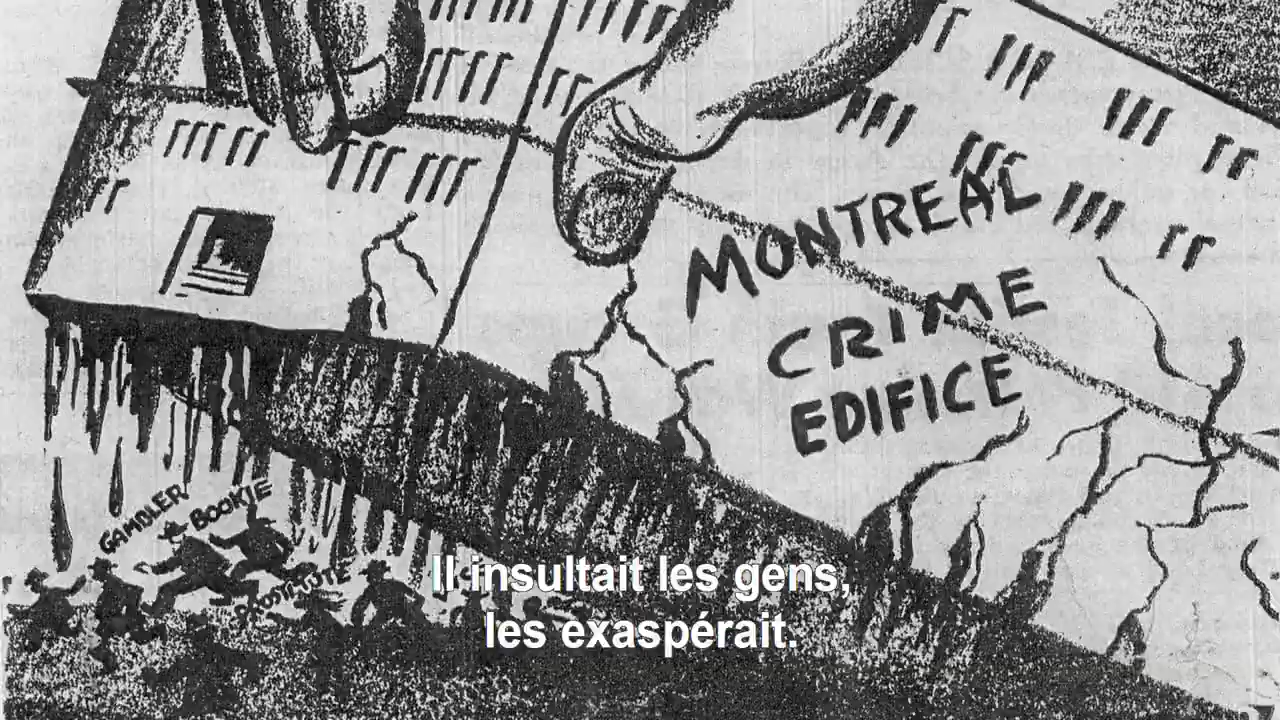 MONTREAL
CRIME
EDIFICE
GAMBLER
BOOKIE
PROSTITUTE
Il insultait les gens,
les exaspérait.